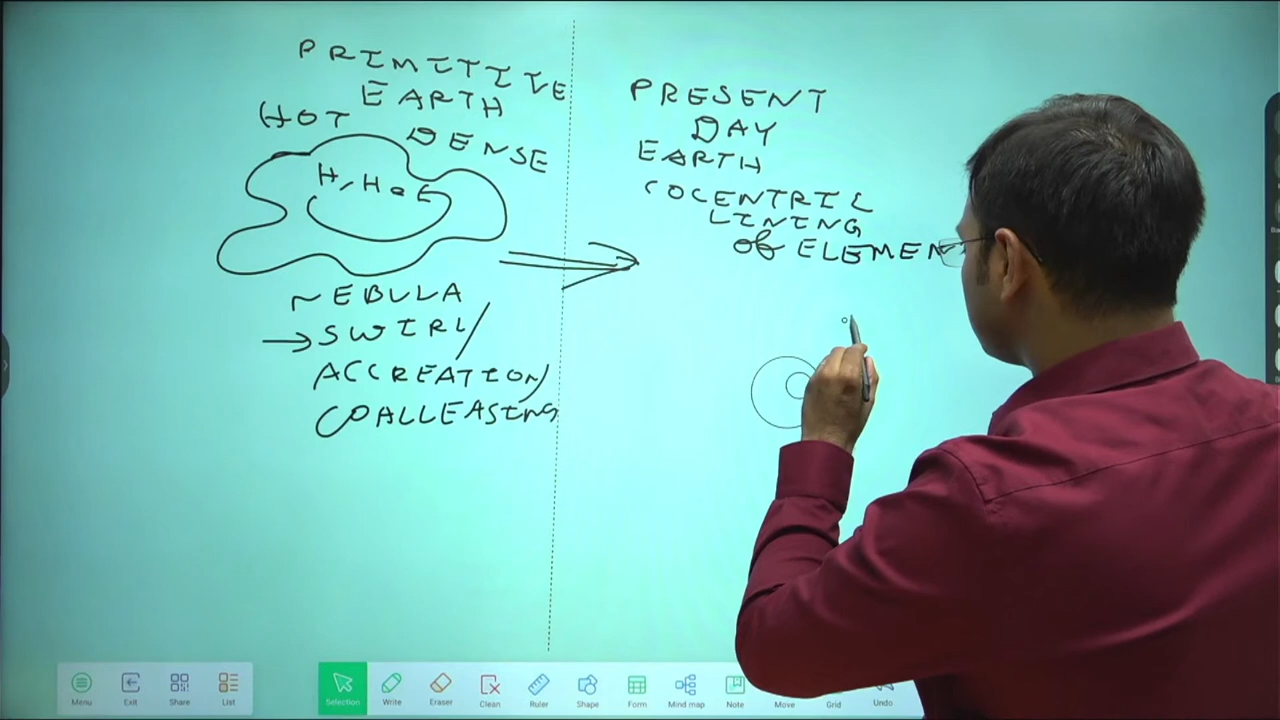 PRIMITIVE
EARTH
HOT
DENSE
H, He
NEBULA
→ SWIRL/
ACCREATION/
COALLEASING
PRESENT
DAY
EARTH
COCENTRIC
LINING
of ELEMEN
Menu
Exit
Share
List
Selection
Write
Eraser
Clean
Ruler
Shape
Form
Mind map
Note
Move
Grid
Undo